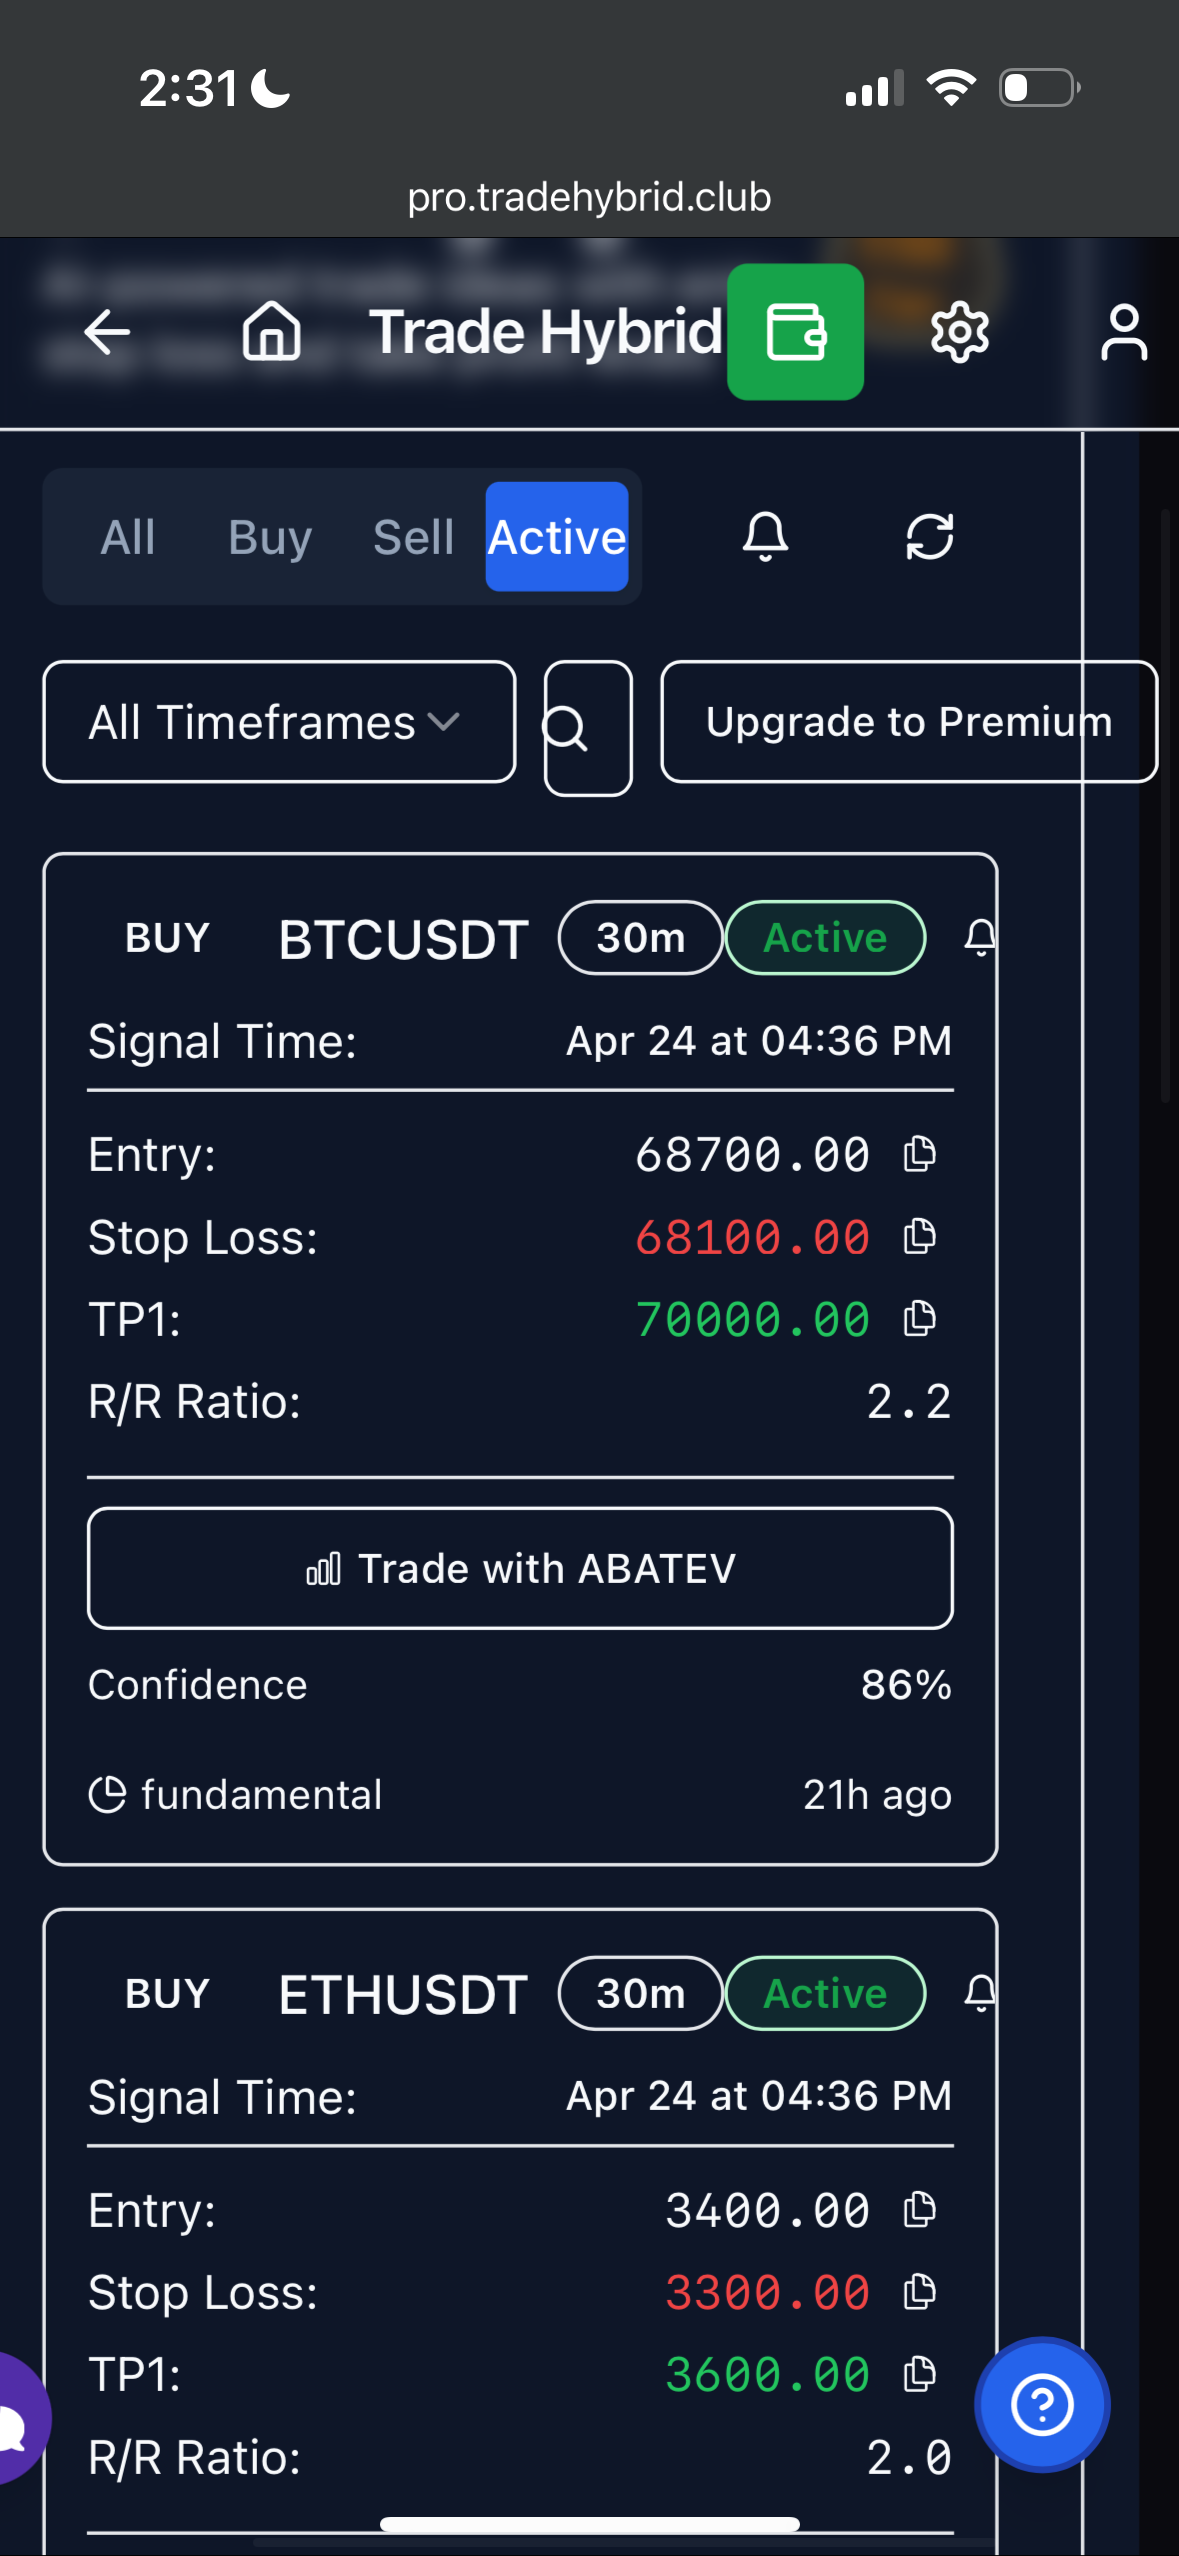 2:31
pro.tradehybrid.club
Trade Hybrid
All Buy Sell Active
All Timeframes Upgrade to Premium
BUY BTCUSDT 30m Active
Signal Time: Apr 24 at 04:36 PM
Entry: 68700.00
Stop Loss: 68100.00
TP1: 70000.00
R/R Ratio: 2.2
Trade with ABATEV
Confidence 86%
fundamental 21h ago
BUY ETHUSDT 30m Active
Signal Time: Apr 24 at 04:36 PM
Entry: 3400.00
Stop Loss: 3300.00
TP1: 3600.00
R/R Ratio: 2.0